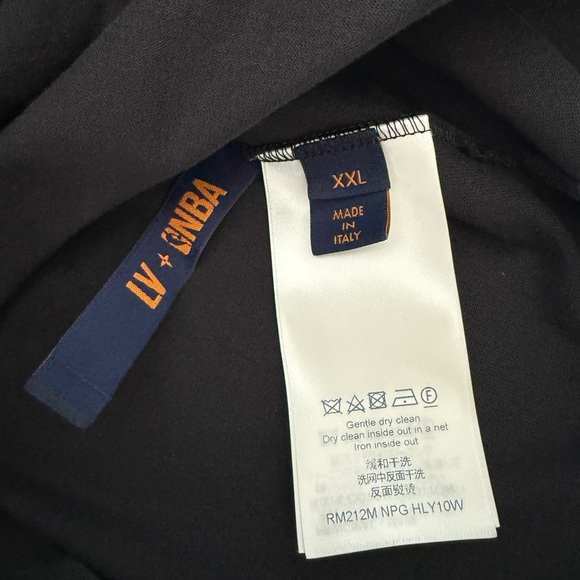 LV + NBA
XXL
MADE
IN
ITALY
F
Gentle dry clean
Dry clean inside out in a net
Iron inside out
缓和干洗
洗网中反面干洗
反面熨烫
RM212M NPG HLY10W